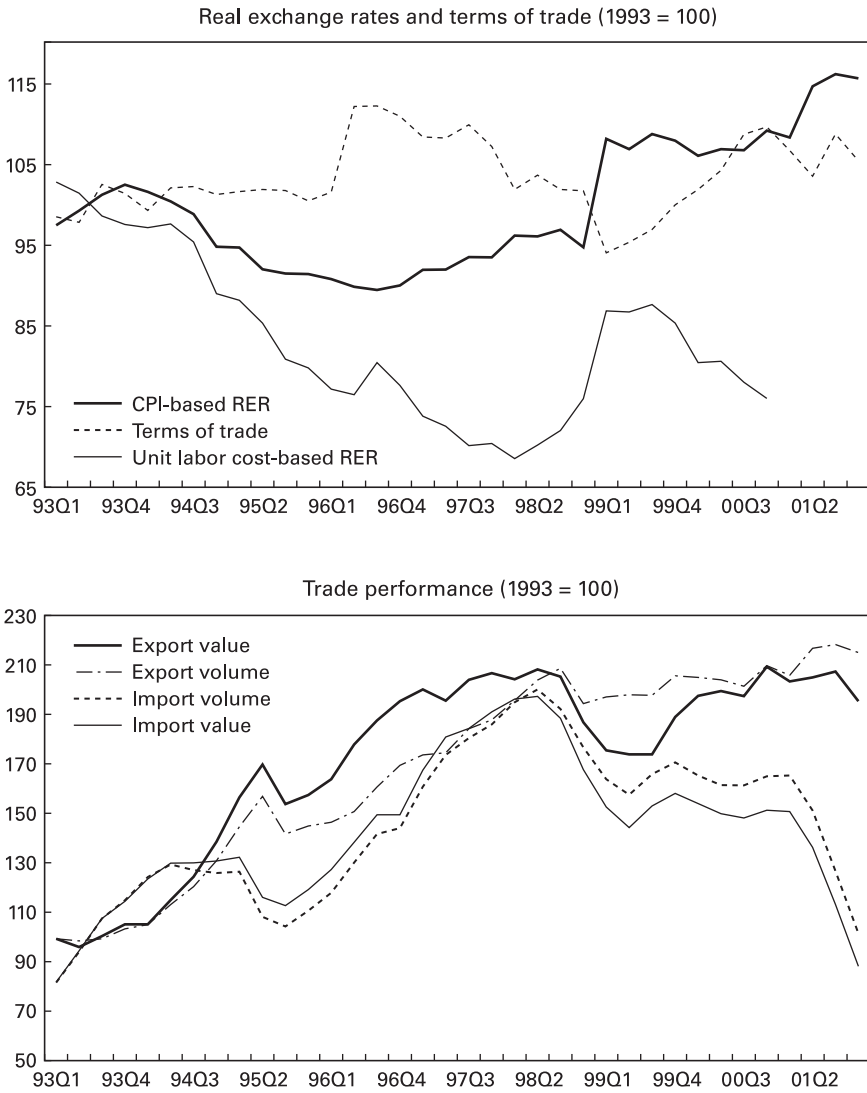 Real exchange rates and terms of trade (1993 = 100)
115
105
95
85
75
65
CPI-based RER
Terms of trade
Unit labor cost-based RER
93Q1 93Q4 94Q3 95Q2 96Q1 96Q4 97Q3 98Q2 99Q1 99Q4 00Q3 01Q2
Trade performance (1993 = 100)
230
210
190
170
150
130
110
90
70
50
Export value
Export volume
Import volume
Import value
93Q1 93Q4 94Q3 95Q2 96Q1 96Q4 97Q3 98Q2 99Q1 99Q4 00Q3 01Q2